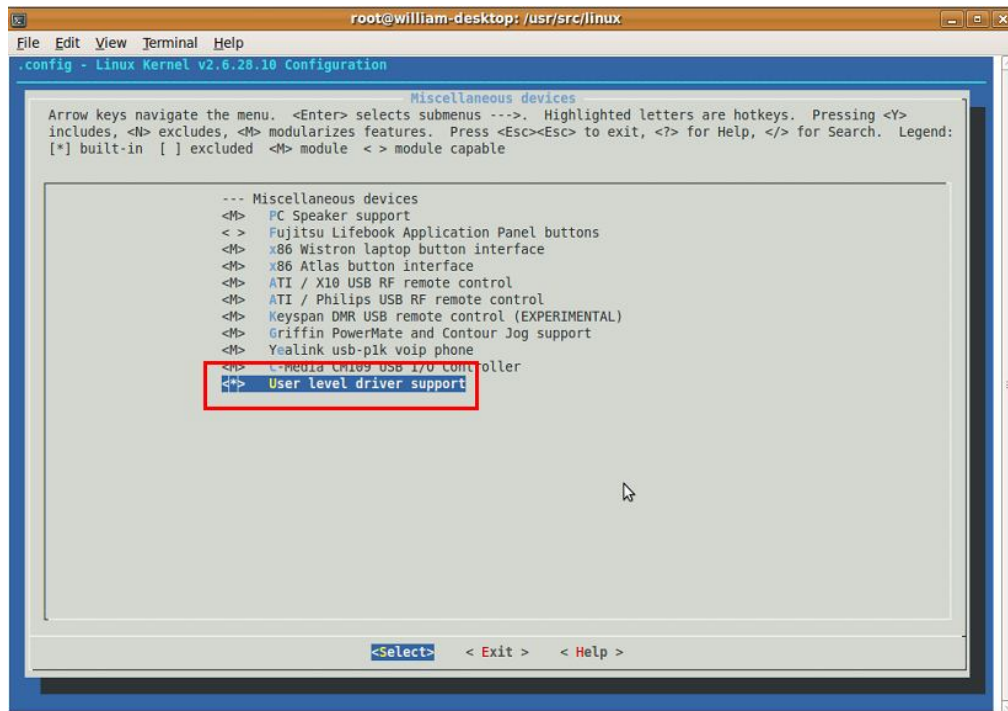 root@william-desktop: /usr/src/linux
File Edit View Terminal Help
.config - Linux Kernel v2.6.28.10 Configuration
Miscellaneous devices
Arrow keys navigate the menu. <Enter> selects submenus --->. Highlighted letters are hotkeys. Pressing <Y>
includes, <N> excludes, <M> modularizes features. Press <Esc><Esc> to exit, <?> for Help, </> for Search. Legend:
[*] built-in [ ] excluded <M> module < > module capable
--- Miscellaneous devices
<M> PC Speaker support
< > Fujitsu Lifebook Application Panel buttons
<M> x86 Wistron laptop button interface
<M> x86 Atlas button interface
<M> ATI / X10 USB RF remote control
<M> ATI / Philips USB RF remote control
<M> Keyspan DMR USB remote control (EXPERIMENTAL)
<M> Griffin PowerMate and Contour Jog support
<M> Yealink usb-p1k voip phone
<M> C-Media CM109 USB I/O Controller
<*> User level driver support
<Select> < Exit > < Help >